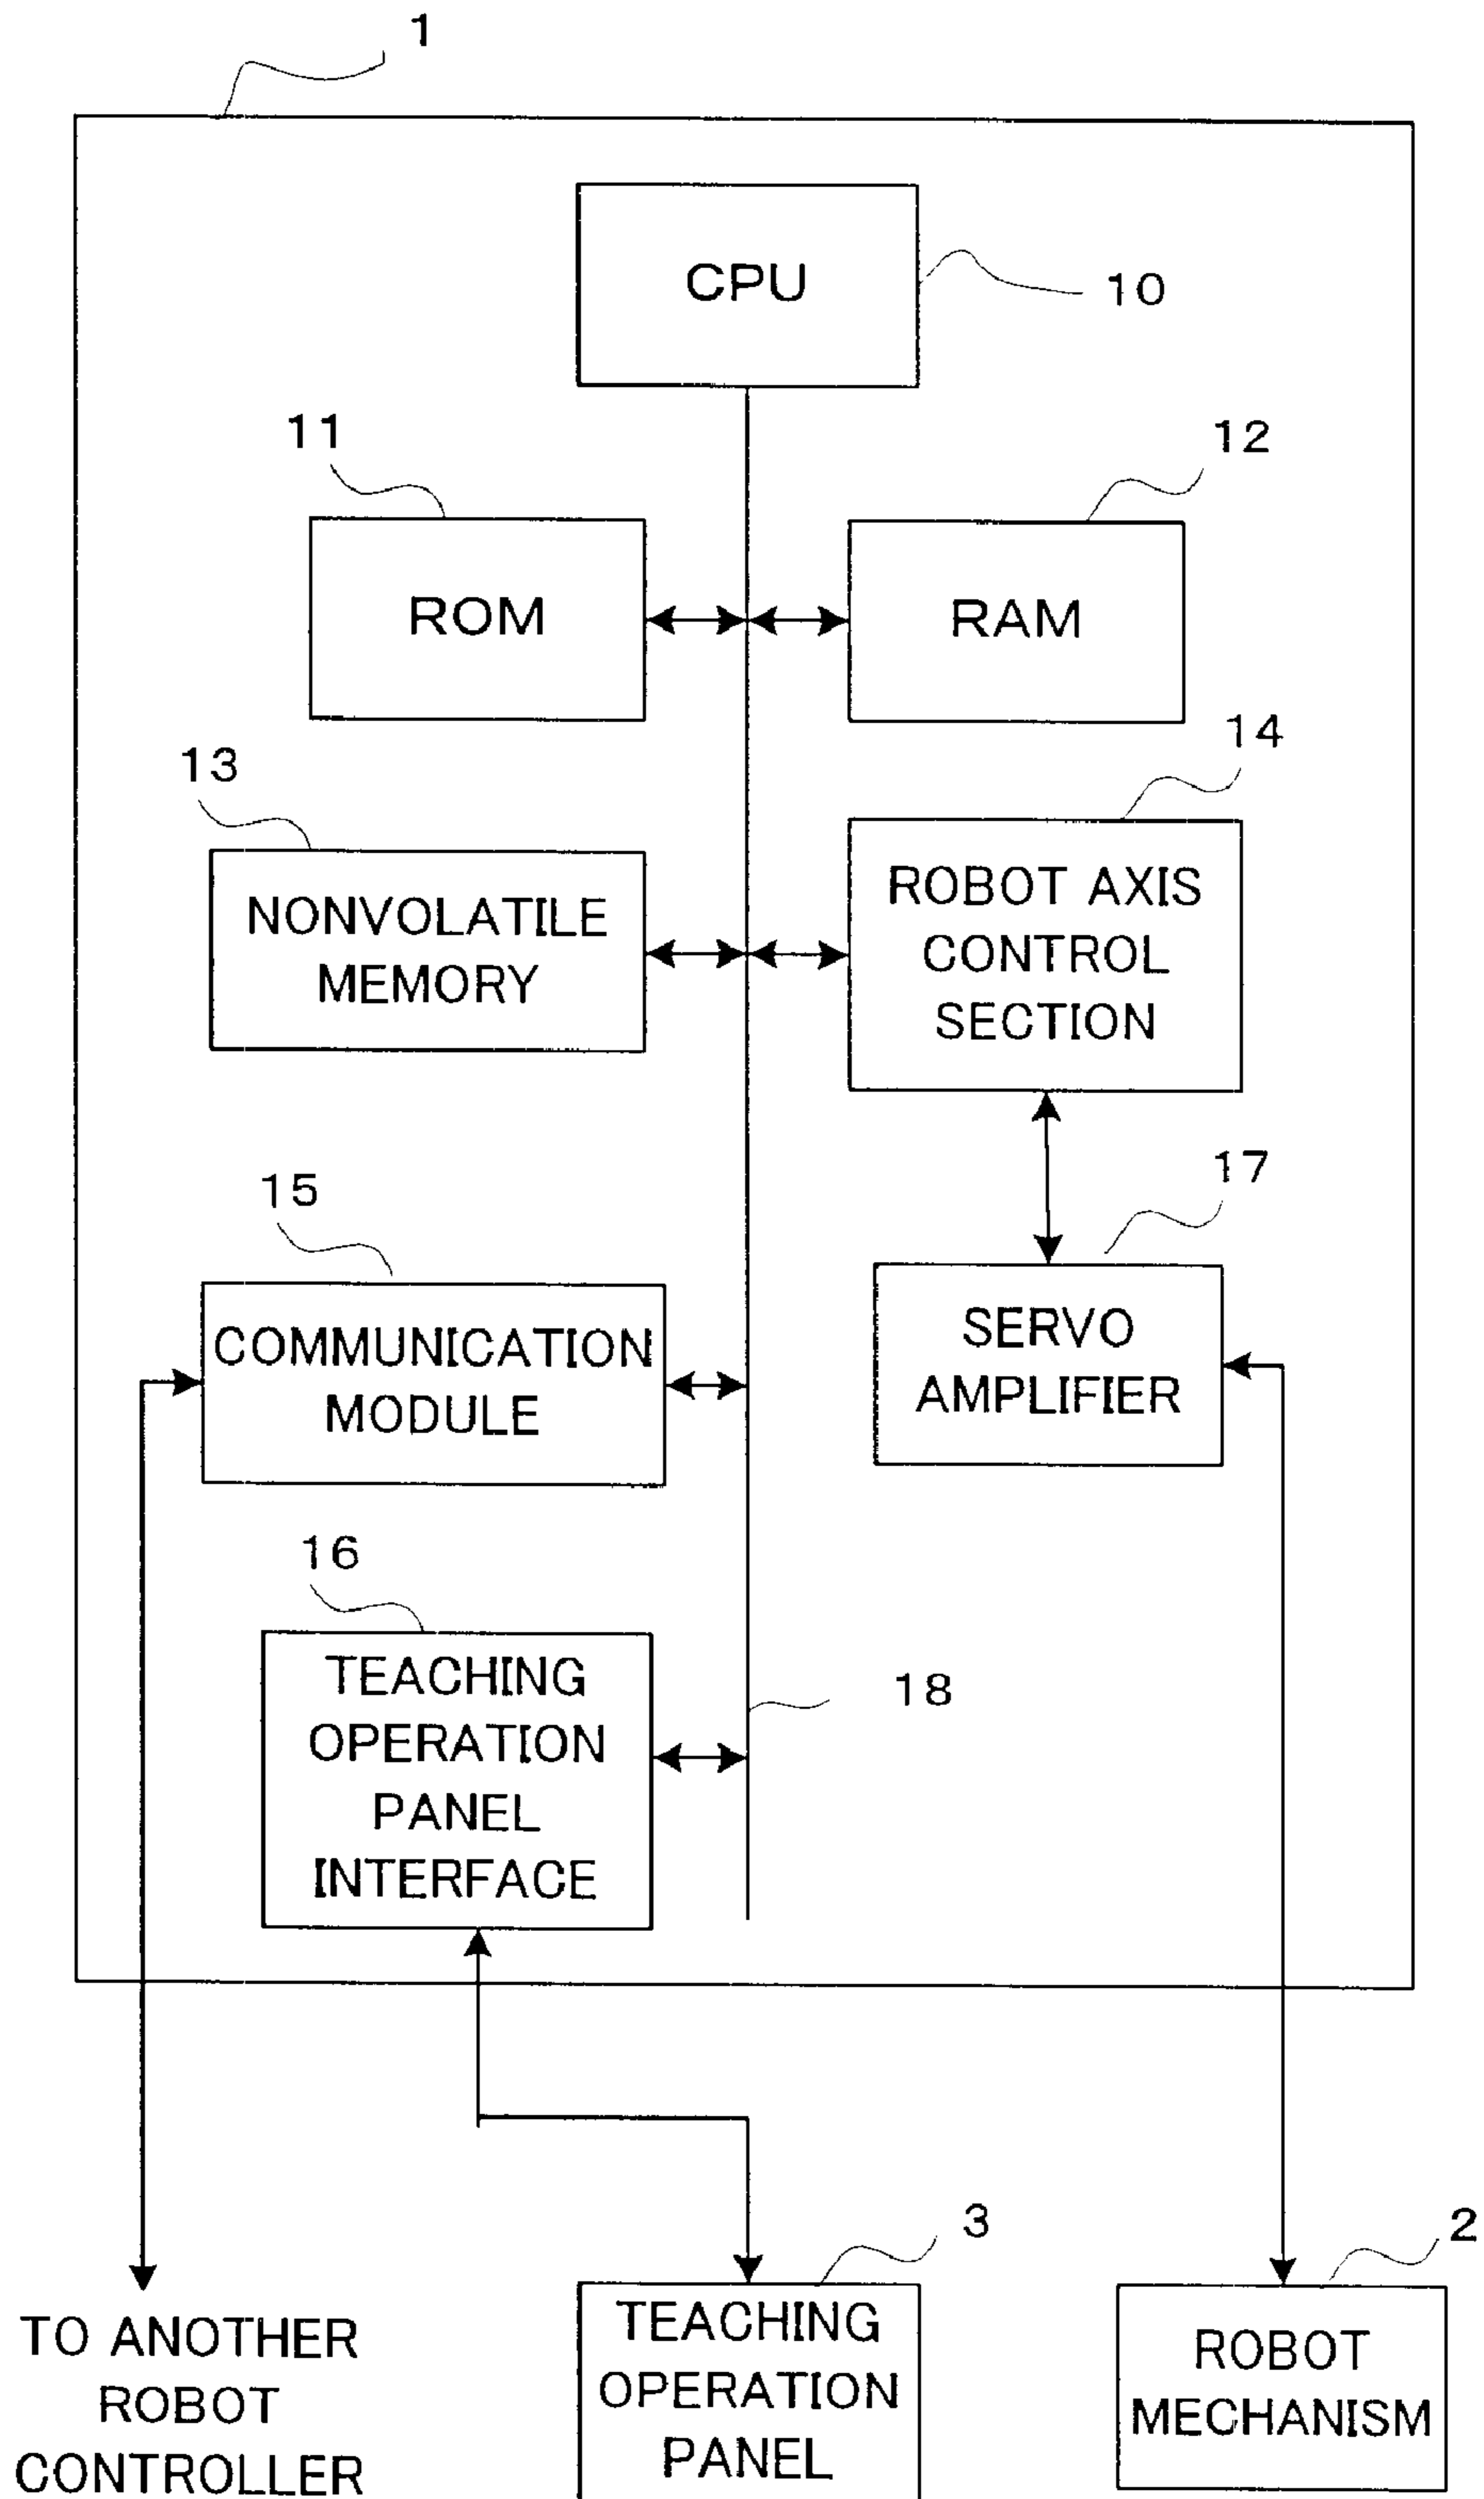 1
CPU
10
11
12
ROM
RAM
13
14
NONVOLATILE
MEMORY
ROBOT AXIS
CONTROL
SECTION
15
17
COMMUNICATION
MODULE
SERVO
AMPLIFIER
16
TEACHING
OPERATION
PANEL
INTERFACE
18
3
2
TO ANOTHER
ROBOT
CONTROLLER
TEACHING
OPERATION
PANEL
ROBOT
MECHANISM